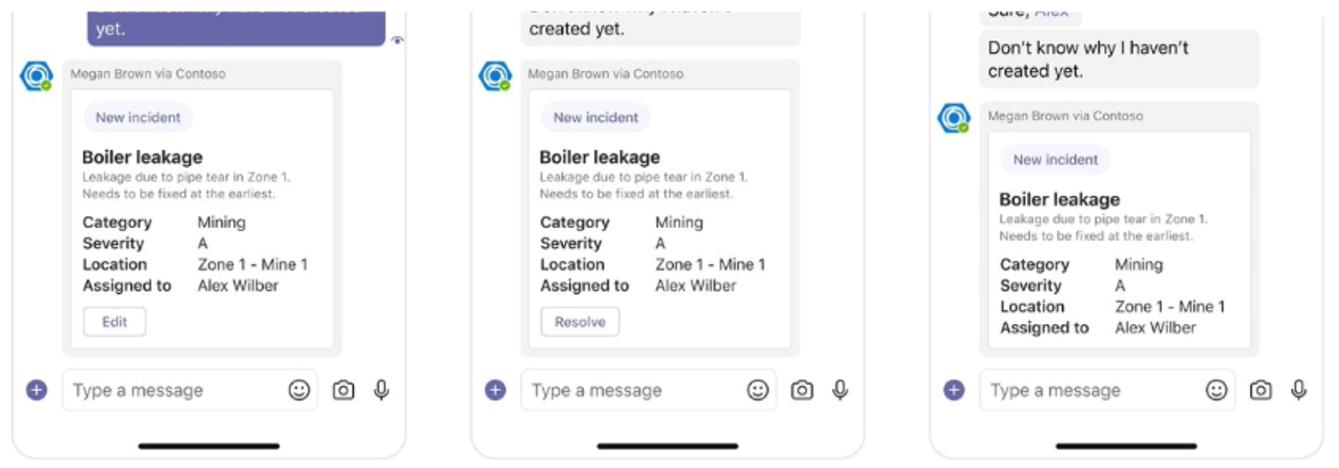 yet.
Megan Brown via Contoso
New incident
Boiler leakage
Leakage due to pipe tear in Zone 1.
Needs to be fixed at the earliest.
Category Mining
Severity A
Location Zone 1 - Mine 1
Assigned to Alex Wilber
Edit
Type a message
created yet.
Megan Brown via Contoso
New incident
Boiler leakage
Leakage due to pipe tear in Zone 1.
Needs to be fixed at the earliest.
Category Mining
Severity A
Location Zone 1 - Mine 1
Assigned to Alex Wilber
Resolve
Type a message
Sure, Alex
Don't know why I haven't
created yet.
Megan Brown via Contoso
New incident
Boiler leakage
Leakage due to pipe tear in Zone 1.
Needs to be fixed at the earliest.
Category Mining
Severity A
Location Zone 1 - Mine 1
Assigned to Alex Wilber
Type a message